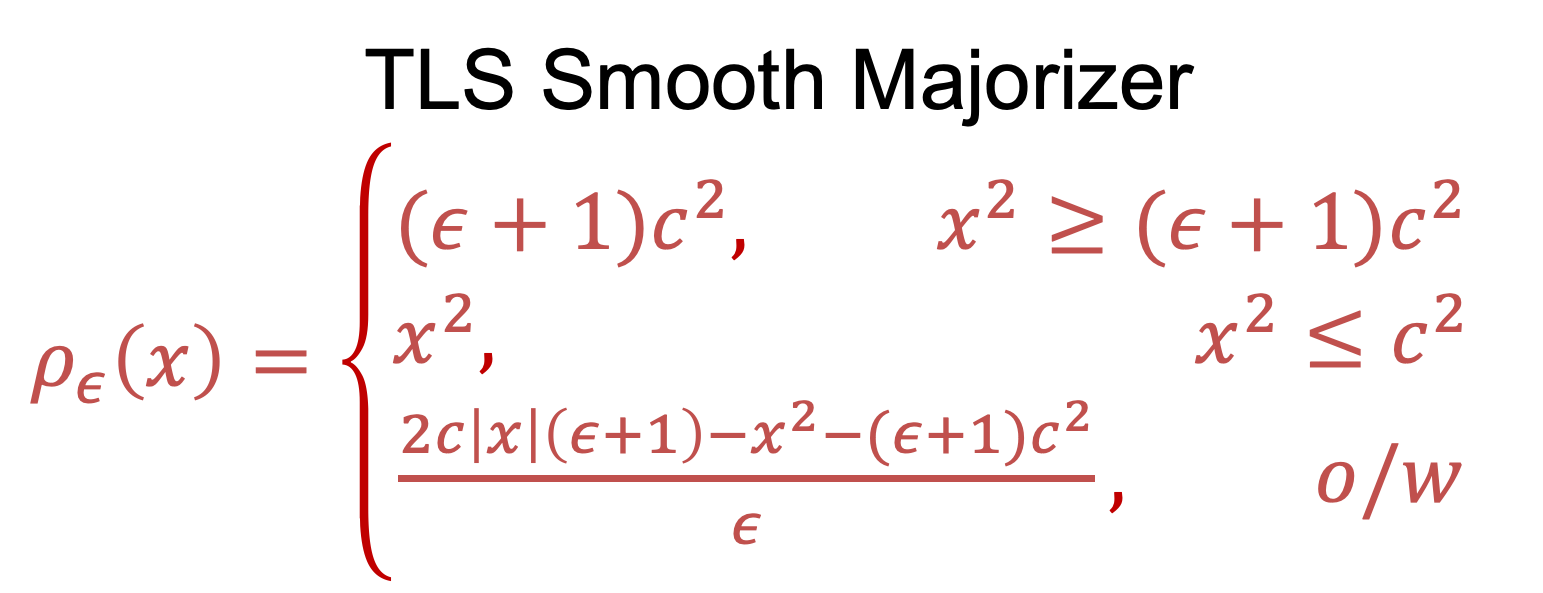 TLS Smooth Majorizer
(ϵ + 1)c², x² ≥ (ϵ + 1)c²
x², x² ≤ c²
ρ_ϵ(x) =
2c|x|(ϵ+1)−x²−(ϵ+1)c²
ϵ , o/w